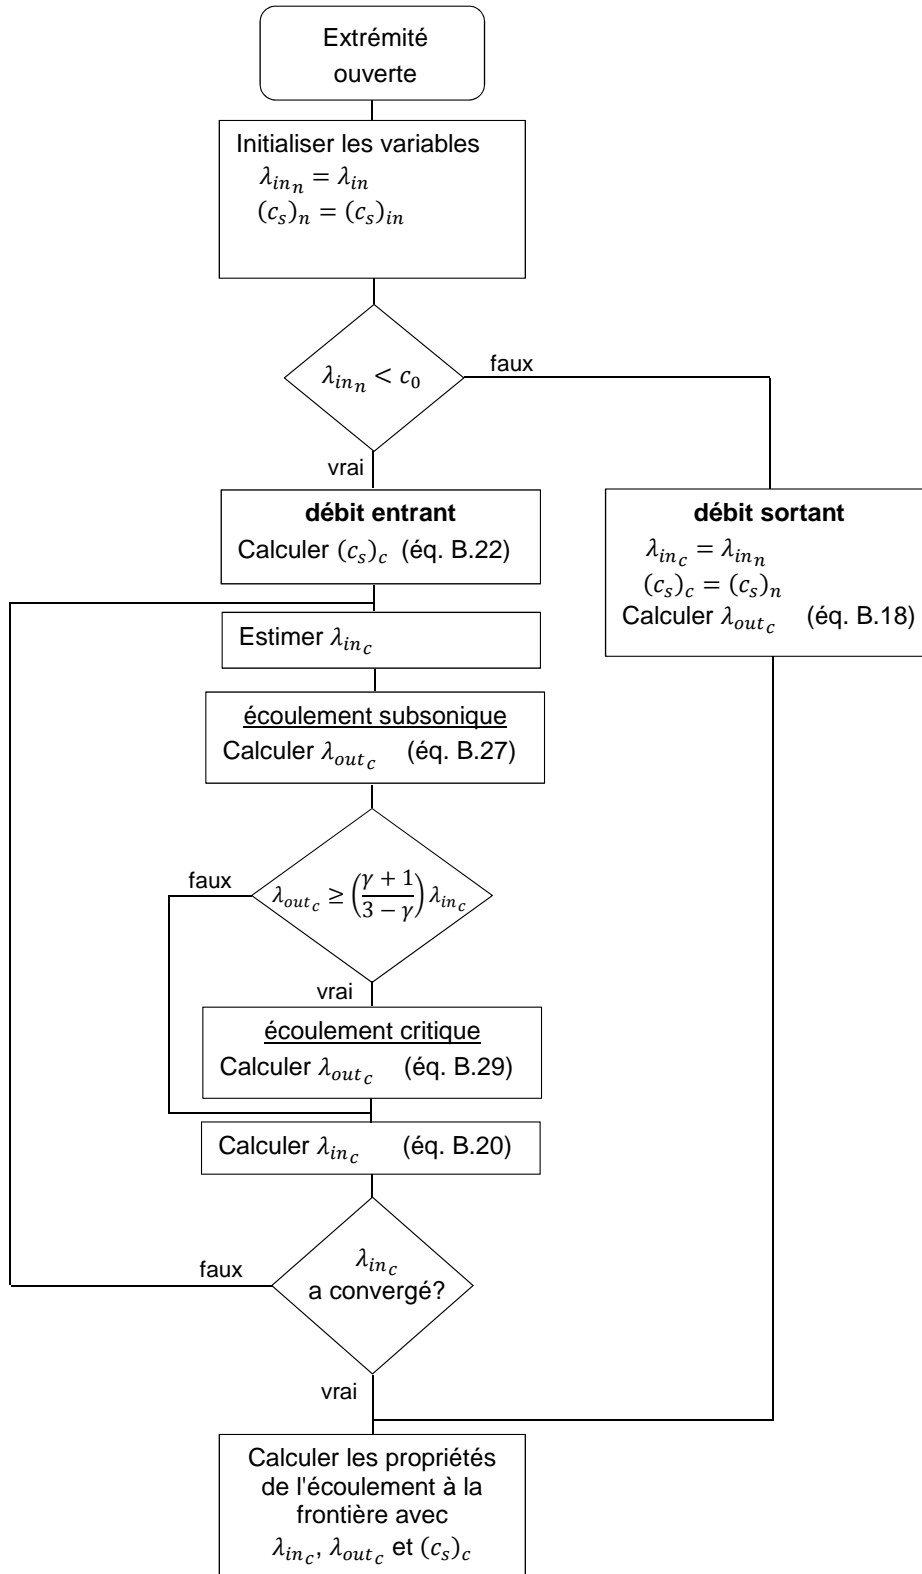 Extrémité
ouverte
Initialiser les variables
λ_{in_n} = λ_{in}
(c_s)_n = (c_s)_{in}
λ_{in_n} < c_0
faux
vrai
débit entrant
Calculer (c_s)_c (éq. B.22)
débit sortant
λ_{in_c} = λ_{in_n}
(c_s)_c = (c_s)_n
Calculer λ_{out_c} (éq. B.18)
Estimer λ_{in_c}
écoulement subsonique
Calculer λ_{out_c} (éq. B.27)
faux
λ_{out_c} ≥ ((γ + 1)/(3 − γ)) λ_{in_c}
vrai
écoulement critique
Calculer λ_{out_c} (éq. B.29)
Calculer λ_{in_c} (éq. B.20)
faux
λ_{in_c}
a convergé?
vrai
Calculer les propriétés
de l'écoulement à la
frontière avec
λ_{in_c}, λ_{out_c} et (c_s)_c